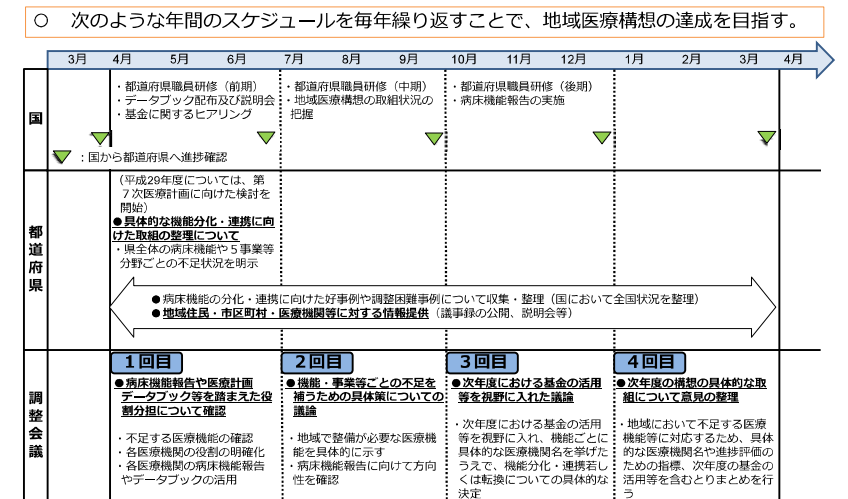 ○ 次のような年間のスケジュールを毎年繰り返すことで、地域医療構想の達成を目指す。
3月 4月 5月 6月 7月 8月 9月 10月 11月 12月 1月 2月 3月 4月
国
・都道府県職員研修（前期）
・データブック配布及び説明会
・基金に関するヒアリング
・都道府県職員研修（中期）
・地域医療構想の取組状況の
把握
・都道府県職員研修（後期）
・病床機能報告の実施
：国から都道府県へ進捗確認
都道府県
（平成29年度については、第
７次医療計画に向けた検討を
開始）
●具体的な機能分化・連携に向
けた取組の整理について
・県全体の病床機能や５事業等
分野ごとの不足状況を明示
●病床機能の分化・連携に向けた好事例や調整困難事例について収集・整理（国において全国状況を整理）
●地域住民・市区町村・医療機関等に対する情報提供（議事録の公開、説明会等）
調整会議
１回目
●病床機能報告や医療計画
データブック等を踏まえた役
割分担について確認
・不足する医療機能の確認
・各医療機関の役割の明確化
・各医療機関の病床機能報告
やデータブックの活用
２回目
●機能・事業等ごとの不足を
補うための具体策についての
議論
・地域で整備が必要な医療機
能を具体的に示す
・病床機能報告に向けて方向
性を確認
３回目
●次年度における基金の活用
等を視野に入れた議論
・次年度における基金の活用
等を視野に入れ、機能ごとに
具体的な医療機関名を挙げた
うえで、機能分化・連携若し
くは転換についての具体的な
決定
４回目
●次年度の構想の具体的な取
組について意見の整理
・地域において不足する医療
機能等に対応するため、具体
的な医療機関名や進捗評価の
ための指標、次年度の基金の
活用等を含むとりまとめを行
う